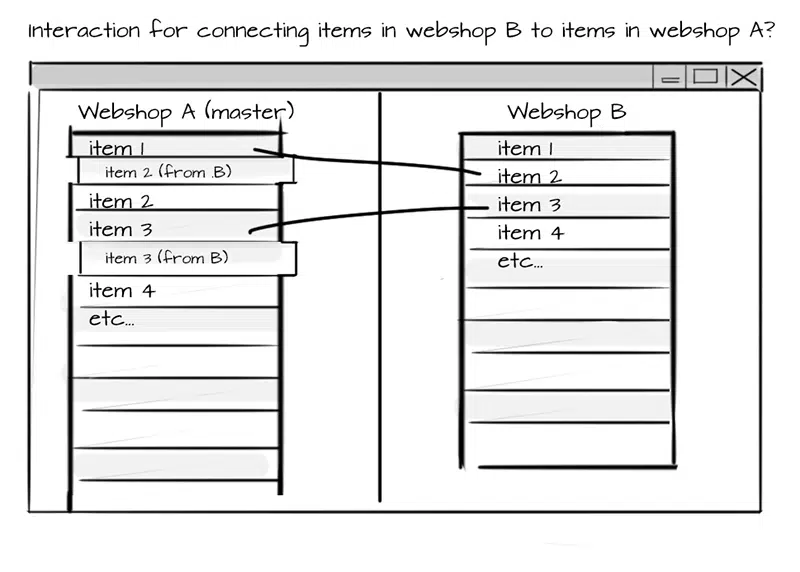 Interaction for connecting items in webshop B to items in webshop A?
Webshop A (master)
item 1
item 2 (from .B)
item 2
item 3
item 3 (from B)
item 4
etc...
Webshop B
item 1
item 2
item 3
item 4
etc...